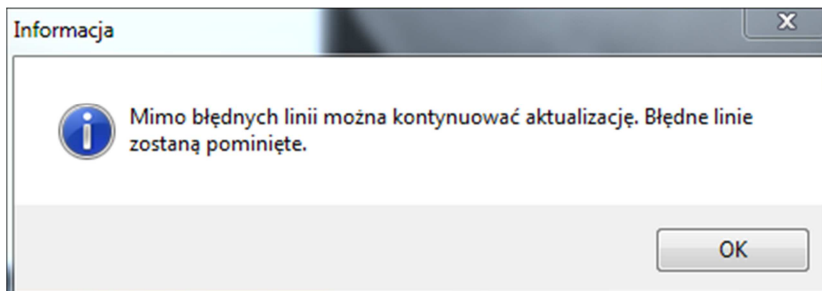 Informacja
Mimo błędnych linii można kontynuować aktualizację. Błędne linie
zostaną pominięte.
OK